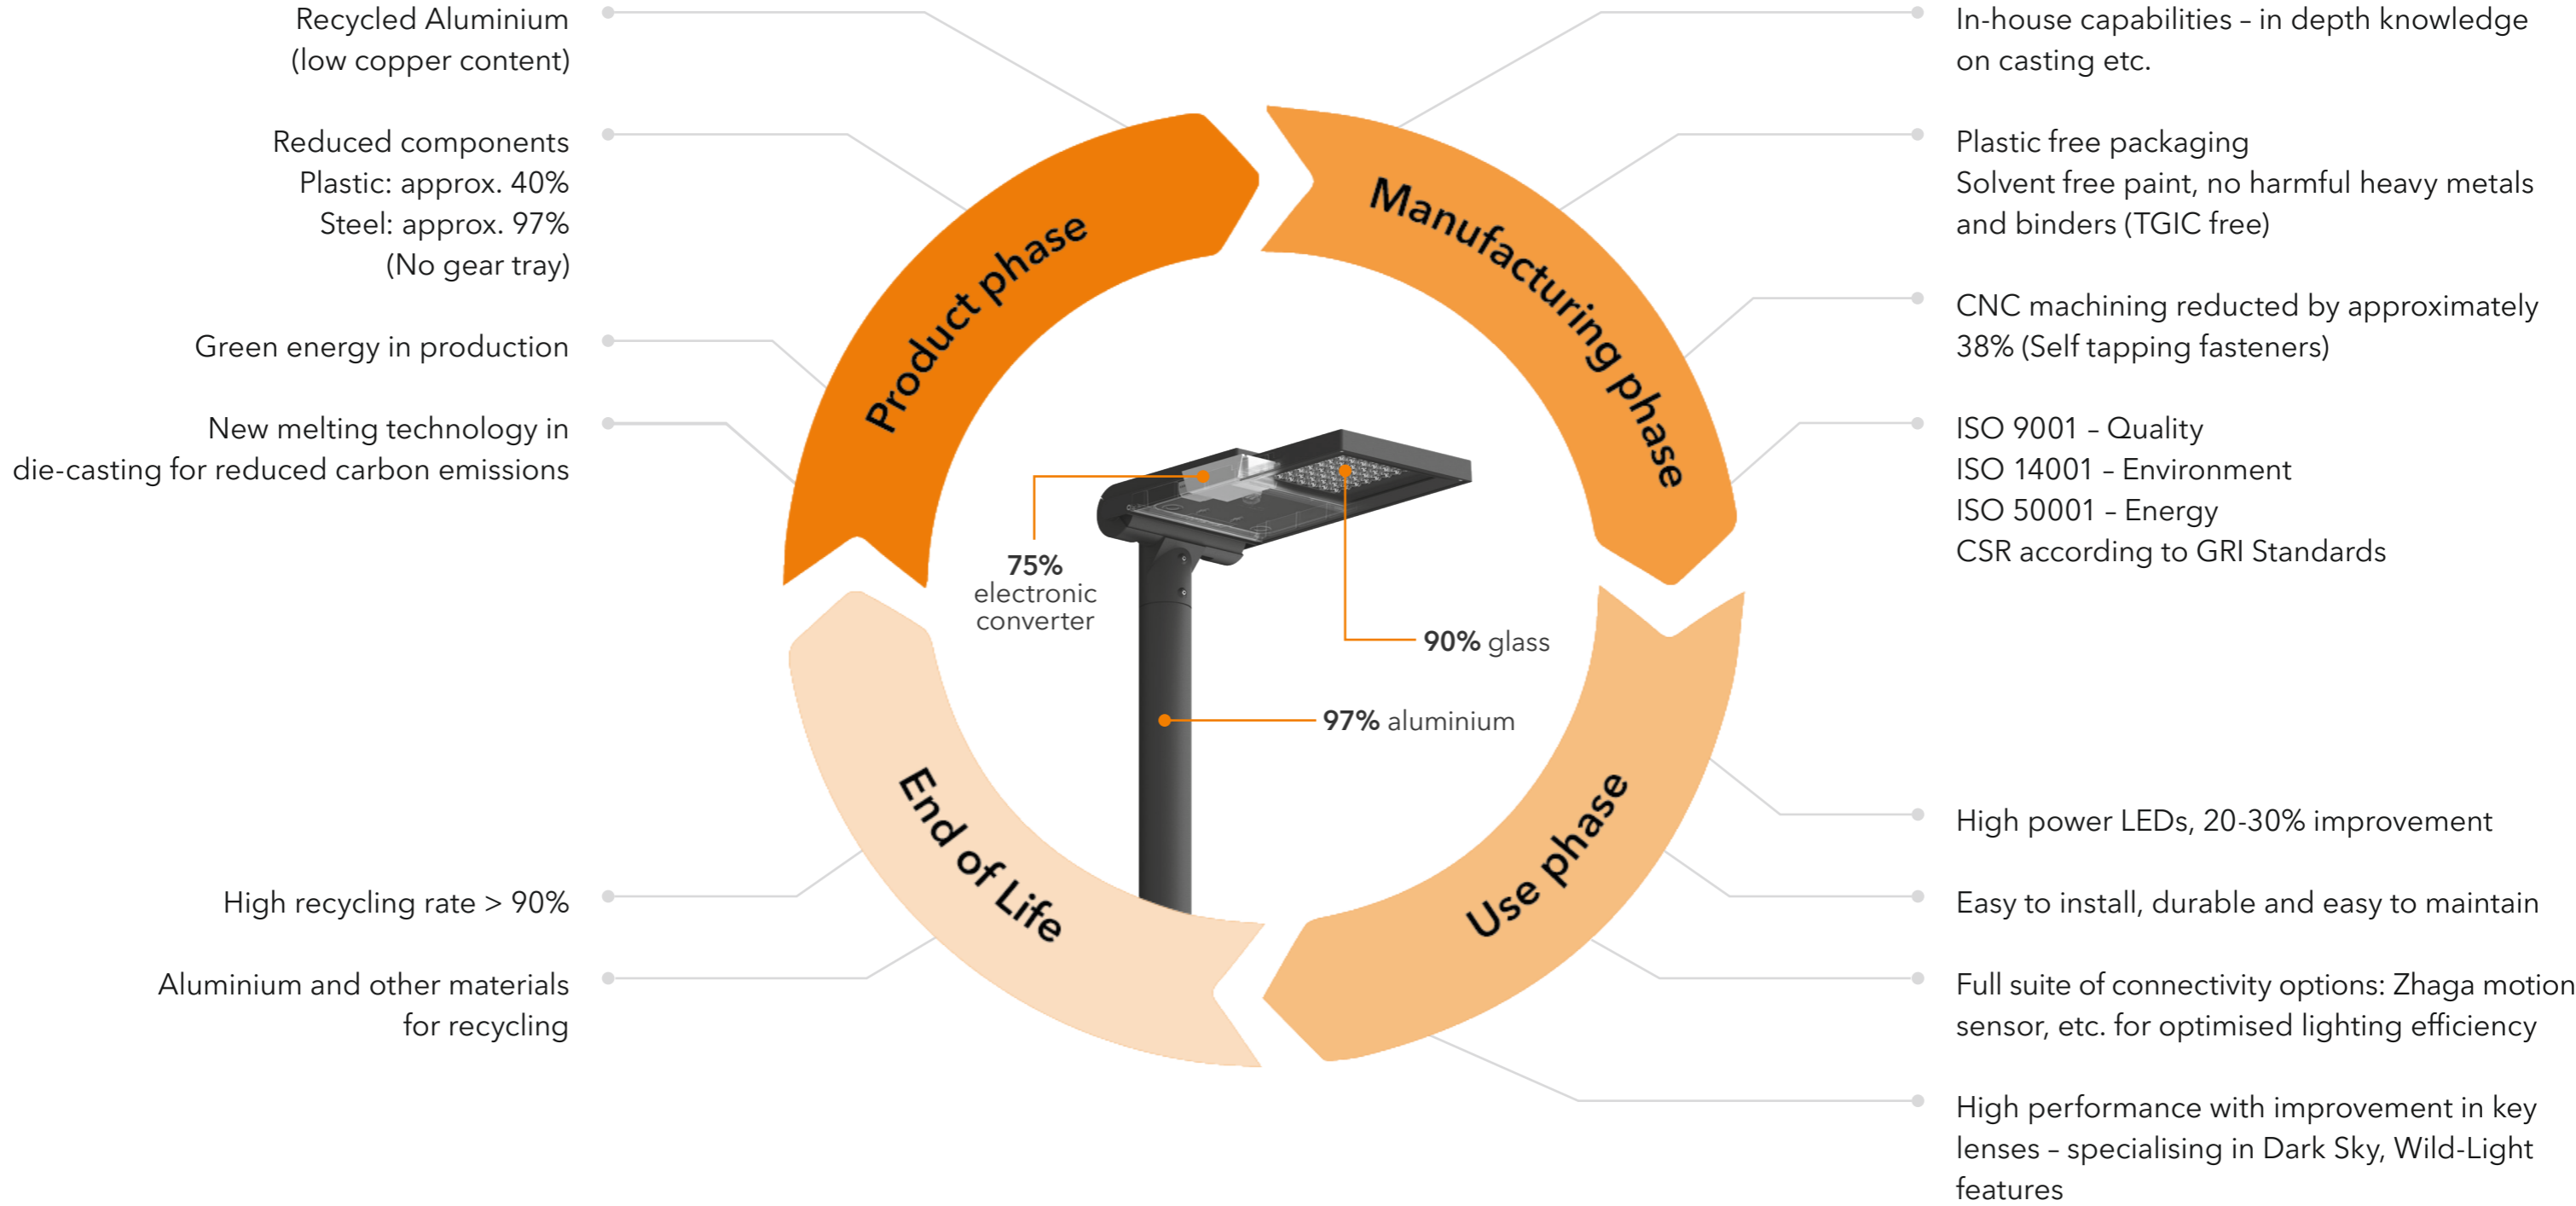 Recycled Aluminium
(low copper content)
Reduced components
Plastic: approx. 40%
Steel: approx. 97%
(No gear tray)
Green energy in production
New melting technology in
die-casting for reduced carbon emissions
Product phase
Manufacturing phase
In-house capabilities – in depth knowledge
on casting etc.
Plastic free packaging
Solvent free paint, no harmful heavy metals
and binders (TGIC free)
CNC machining reducted by approximately
38% (Self tapping fasteners)
ISO 9001 – Quality
ISO 14001 – Environment
ISO 50001 – Energy
CSR according to GRI Standards
75%
electronic
converter
90% glass
97% aluminium
Use phase
High power LEDs, 20-30% improvement
Easy to install, durable and easy to maintain
Full suite of connectivity options: Zhaga motion
sensor, etc. for optimised lighting efficiency
High performance with improvement in key
lenses – specialising in Dark Sky, Wild-Light
features
End of Life
High recycling rate > 90%
Aluminium and other materials
for recycling